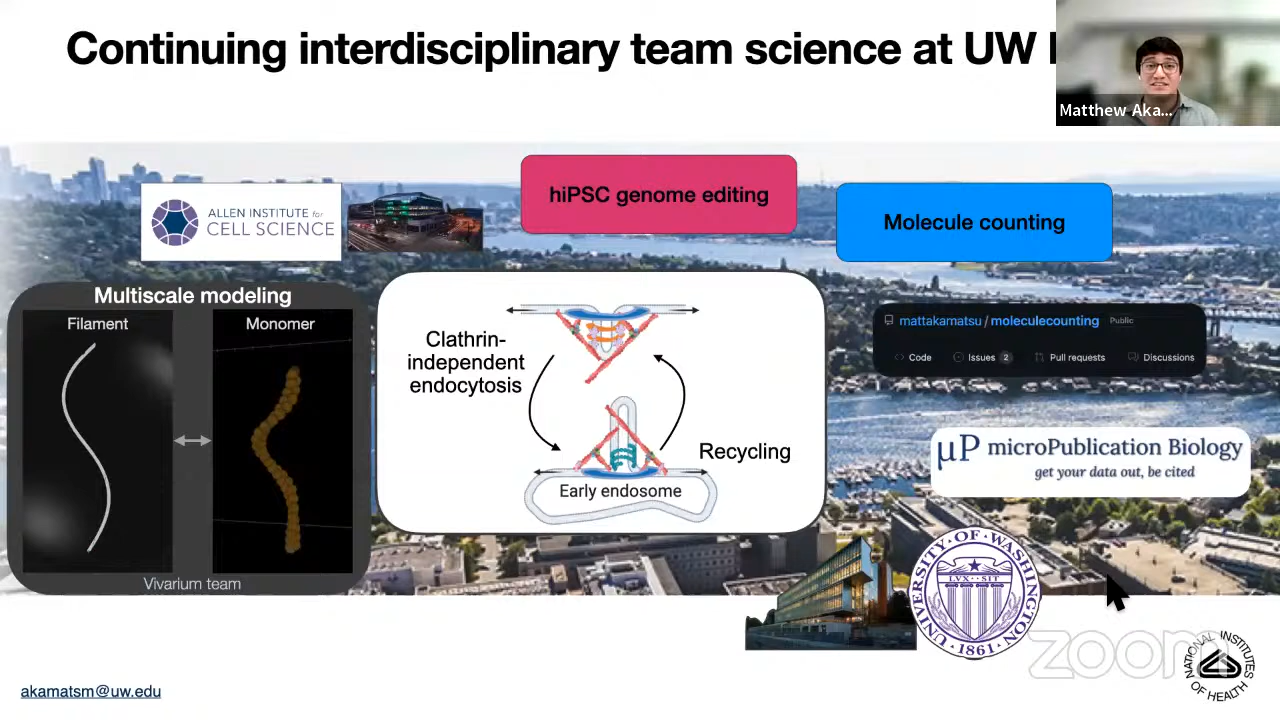 Continuing interdisciplinary team science at UW
Matthew Aka...
ALLEN INSTITUTE for
CELL SCIENCE
hiPSC genome editing
Molecule counting
Multiscale modeling
Filament
Monomer
Vivarium team
Clathrin-
independent
endocytosis
Recycling
Early endosome
mattakamatsu/moleculecounting Public
Code Issues 2 Pull requests Discussions
μP microPublication Biology
get your data out, be cited
UNIVERSITY·OF·WASHINGTON
LVX·SIT
·1861·
zoom
NATIONAL INSTITUTES
OF HEALTH
akamatsm@uw.edu